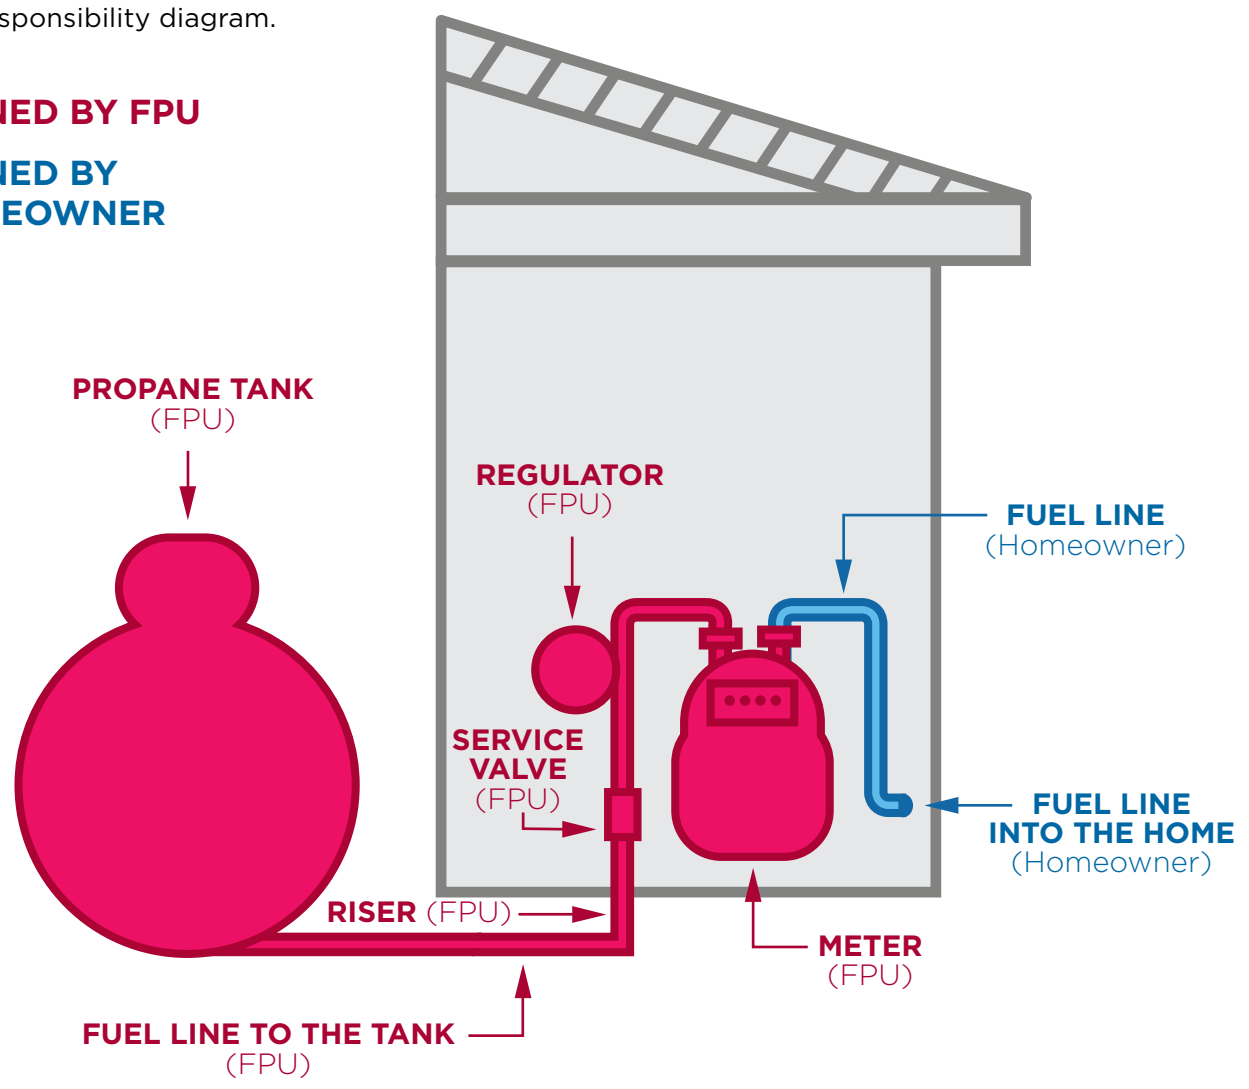 sponsibility diagram.
NED BY FPU
NED BY
EOWNER
PROPANE TANK
(FPU)
REGULATOR
(FPU)
FUEL LINE
(Homeowner)
SERVICE
VALVE
(FPU)
FUEL LINE
INTO THE HOME
(Homeowner)
RISER (FPU)
METER
(FPU)
FUEL LINE TO THE TANK
(FPU)